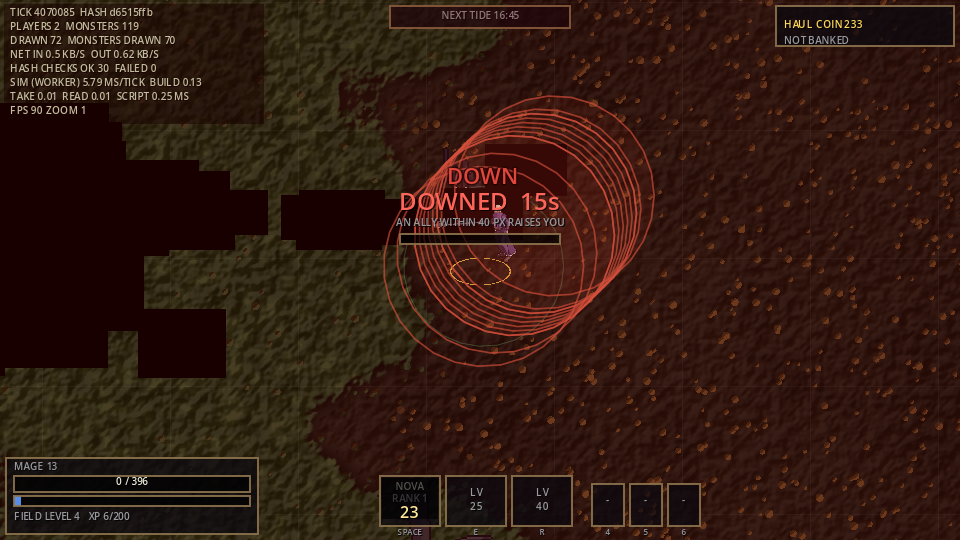 TICK 4070085 HASH d6515ffb
PLAYERS 2 MONSTERS 119
DRAWN 72 MONSTERS DRAWN 70
NET IN 0.5 KB/S OUT 0.62 KB/S
HASH CHECKS OK 30 FAILED 0
SIM (WORKER) 5.79 MS/TICK BUILD 0.13
TAKE 0.01 READ 0.01 SCRIPT 0.25 MS
FPS 90 ZOOM 1
NEXT TIDE 16:45
HAUL COIN 233
NOT BANKED
DOWN
DOWNED 15s
AN ALLY WITHIN 40 PX RAISES YOU
MAGE 13
0 / 396
FIELD LEVEL 4 XP 6/200
NOVA
RANK 1
23
SPACE
LV
25
E
LV
40
R
-
4
-
5
-
6